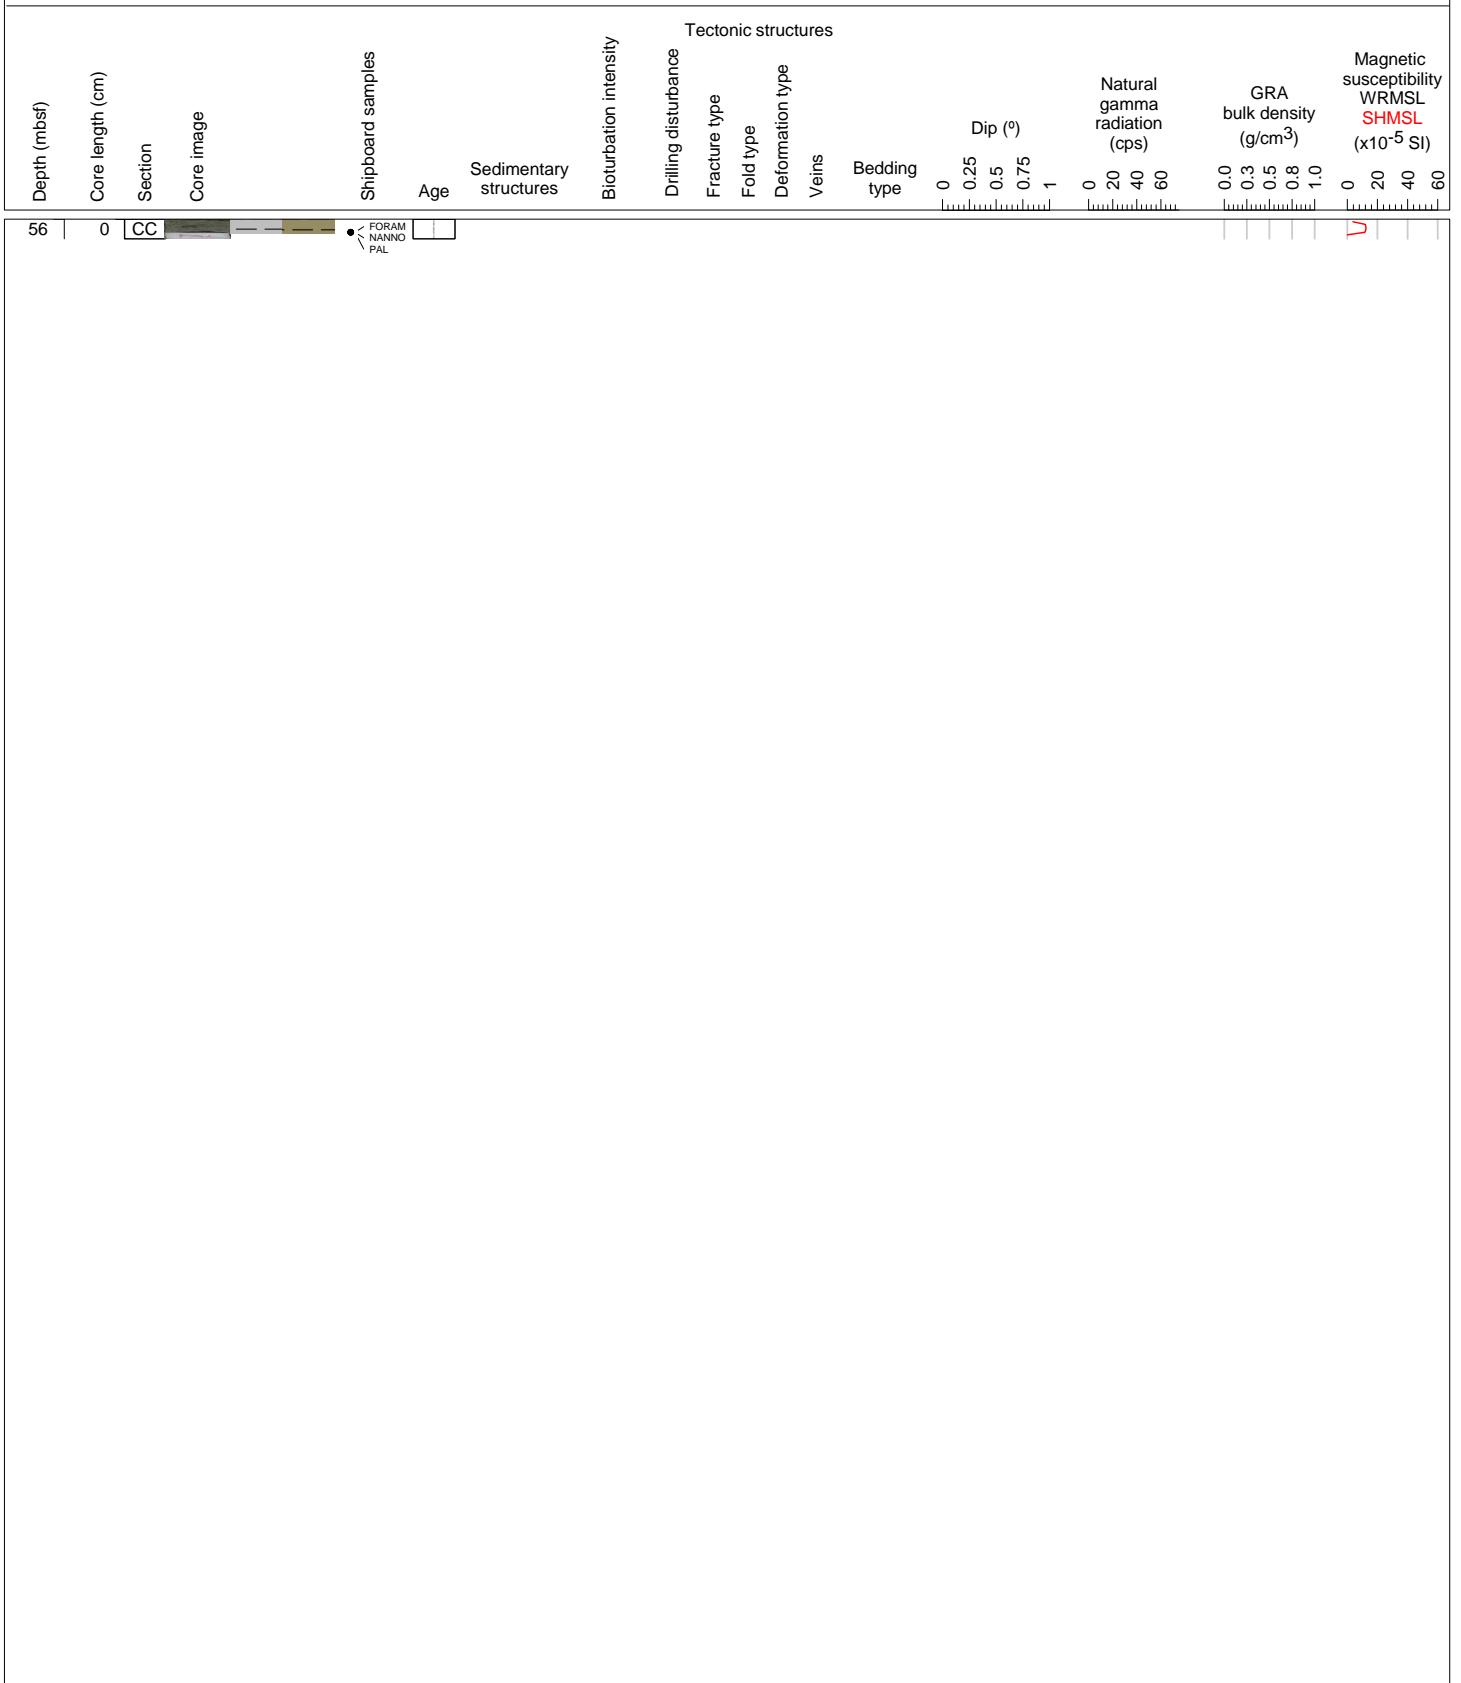 Tectonic structures
Depth (mbsf)
Core length (cm)
Section
Core image
Shipboard samples
Age
Sedimentary
structures
Bioturbation intensity
Drilling disturbance
Fracture type
Fold type
Deformation type
Veins
Bedding
type
Dip (º)
0 0.25 0.5 0.75 1
Natural
gamma
radiation
(cps)
0 20 40 60
GRA
bulk density
(g/cm3)
0.0 0.3 0.5 0.8 1.0
Magnetic
susceptibility
WRMSL
SHMSL
(x10-5 SI)
0 20 40 60
56 0 CC
FORAM
NANNO
PAL